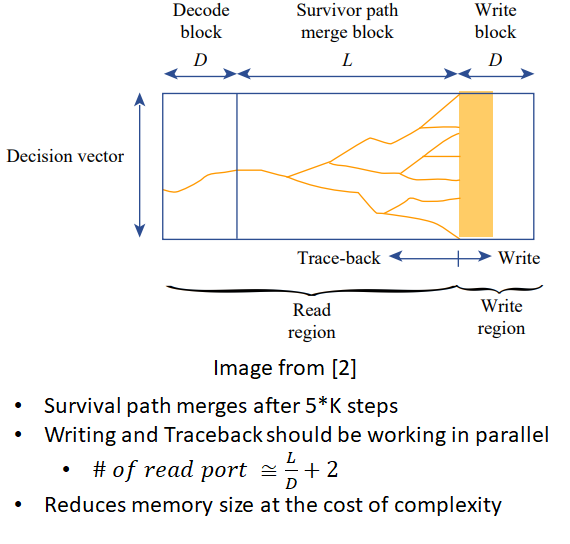 Decode Survivor path Write
block merge block block
D L D
Decision vector
Trace-back Write
Read Write
region region
Image from [2]
• Survival path merges after 5*K steps
• Writing and Traceback should be working in parallel
• # of read port ≅ L/D + 2
• Reduces memory size at the cost of complexity